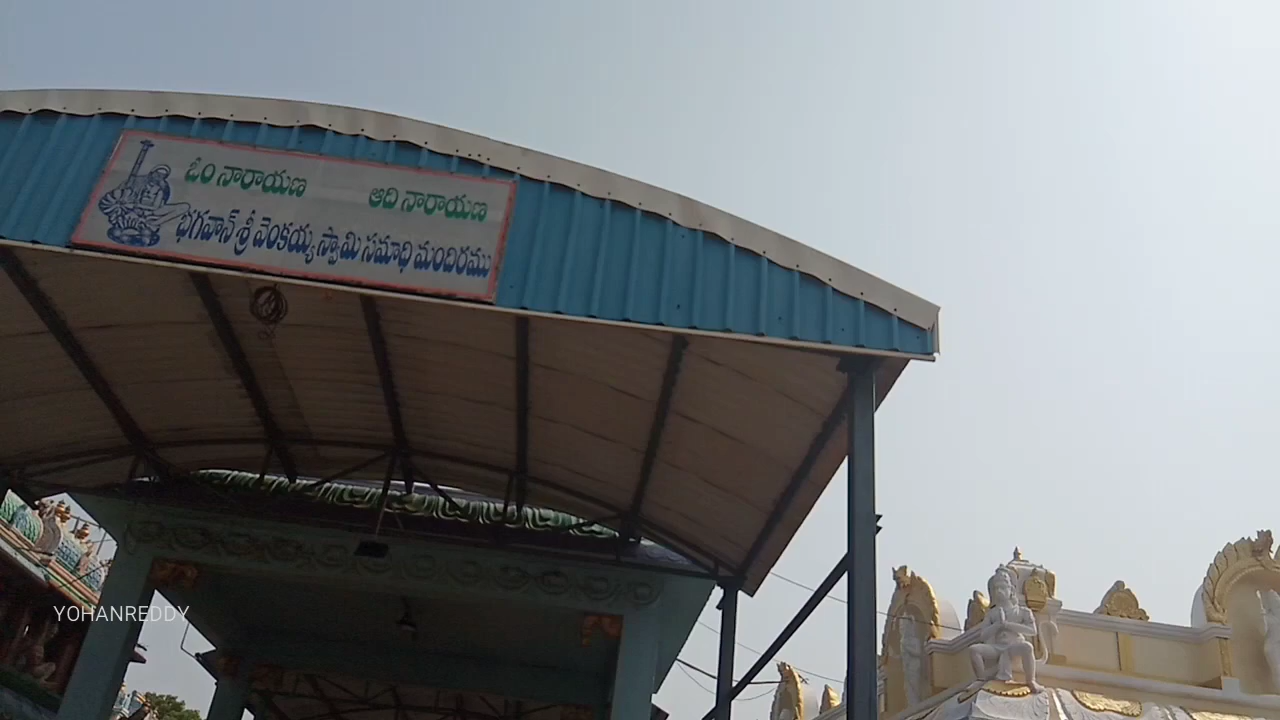 ఓం నారాయణ ఆది నారాయణ
భగవాన్ శ్రీ వెంకయ్య స్వామి సమాధి మందిరము
YOHANREDDY